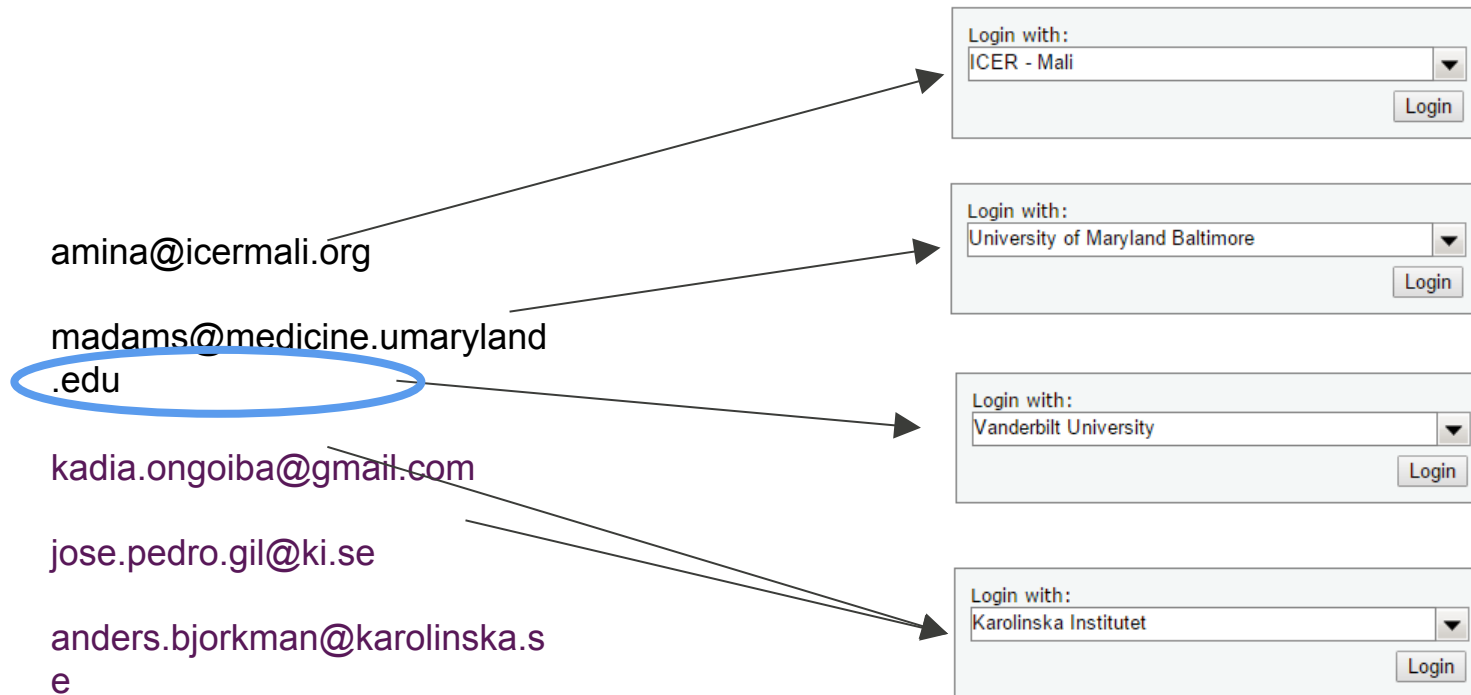 amina@icermali.org
madams@medicine.umaryland
.edu
kadia.ongoiba@gmail.com
jose.pedro.gil@ki.se
anders.bjorkman@karolinska.s
e
Login with:
ICER - Mali
Login
Login with:
University of Maryland Baltimore
Login
Login with:
Vanderbilt University
Login
Login with:
Karolinska Institutet
Login